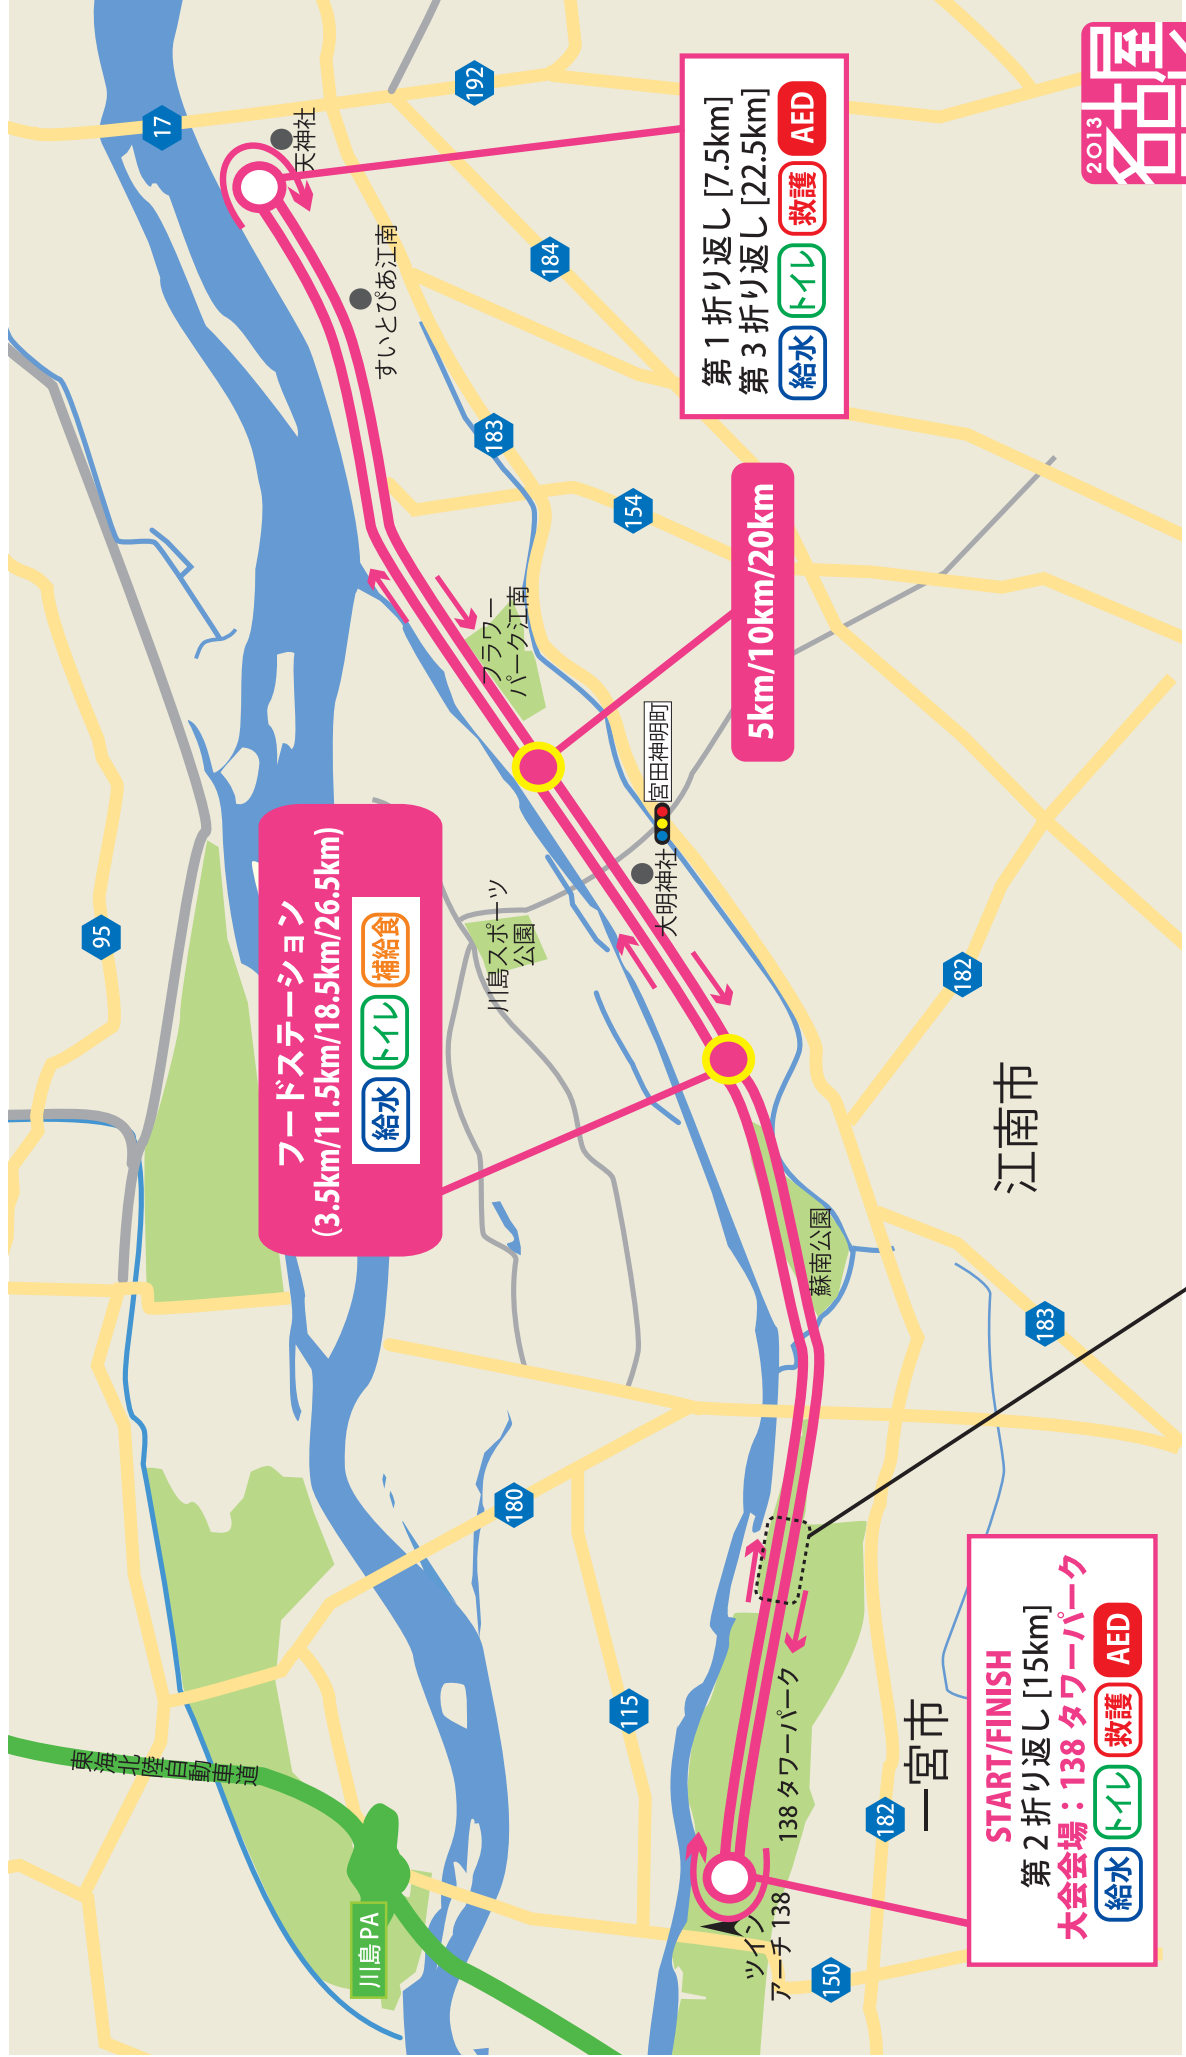 東海北陸自動車道
川島 PA
95
17
天神社
192
すいとぴあ江南
184
183
154
フラワー
パーク江南
フードステーション
(3.5km/11.5km/18.5km/26.5km)
給水
トイレ
補給食
川島スポーツ
公園
宮田神明町
大明神社
5km/10km/20km
第 1 折り返し [7.5km]
第 3 折り返し [22.5km]
給水
トイレ
救護
AED
180
115
蘇南公園
182
江南市
183
138 タワーパーク
ツイン
アーチ 138
150
182
一宮市
START/FINISH
第 2 折り返し [15km]
大会会場：138 タワーパーク
給水
トイレ
救護
AED
2013